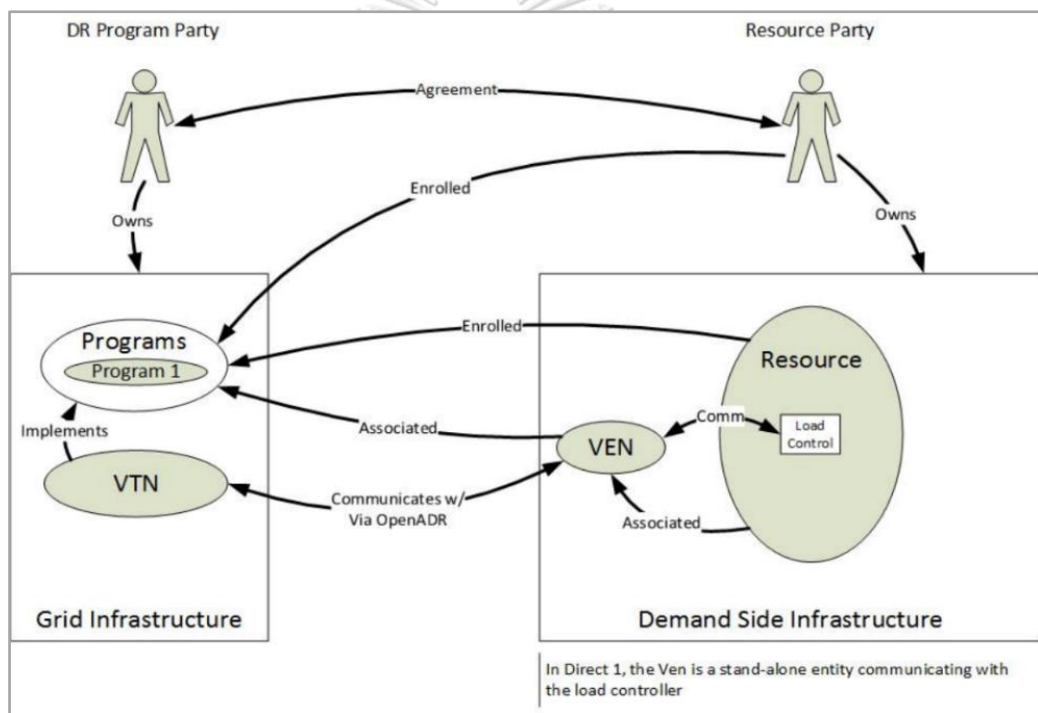 DR Program Party
Resource Party
Agreement
Enrolled
Owns
Owns
Enrolled
Programs
Program 1
Resource
Implements
Associated
Comm
Load
Control
VEN
VTN
Communicates w/
Via OpenADR
Associated
Grid Infrastructure
Demand Side Infrastructure
In Direct 1, the Ven is a stand-alone entity communicating with
the load controller